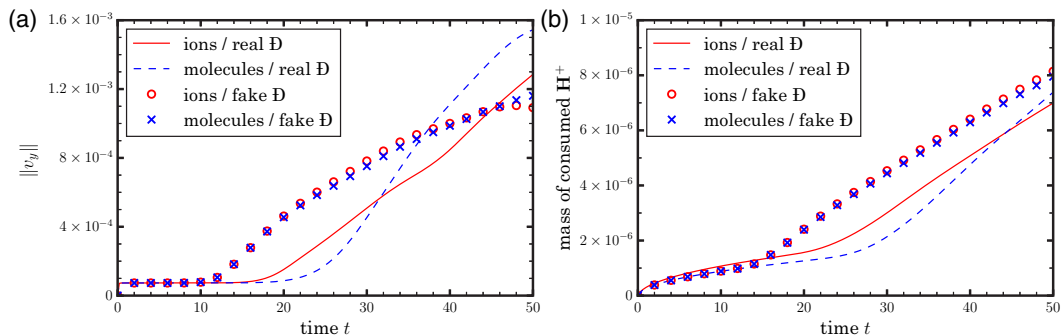 (a)
1.6 × 10⁻³
1.2 × 10⁻³
8 × 10⁻⁴
4 × 10⁻⁴
0
‖v_y‖
ions / real Đ
molecules / real Đ
ions / fake Đ
molecules / fake Đ
0 10 20 30 40 50
time t
(b)
1 × 10⁻⁵
8 × 10⁻⁶
6 × 10⁻⁶
4 × 10⁻⁶
2 × 10⁻⁶
0
mass of consumed H⁺
ions / real Đ
molecules / real Đ
ions / fake Đ
molecules / fake Đ
0 10 20 30 40 50
time t